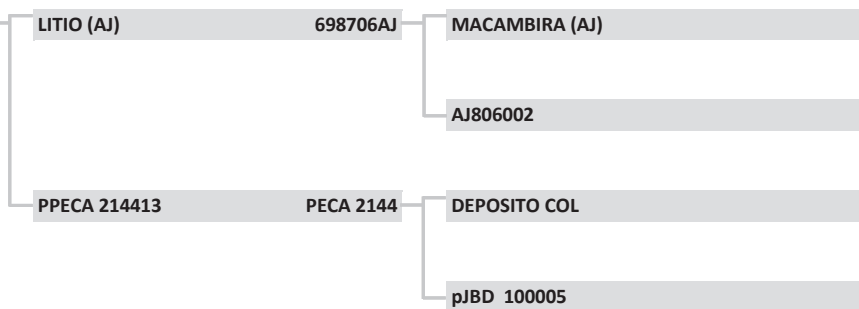 LITIO (AJ) 698706AJ MACAMBIRA (AJ)
AJ806002
PPECA 214413 PECA 2144 DEPOSITO COL
pJBD 100005